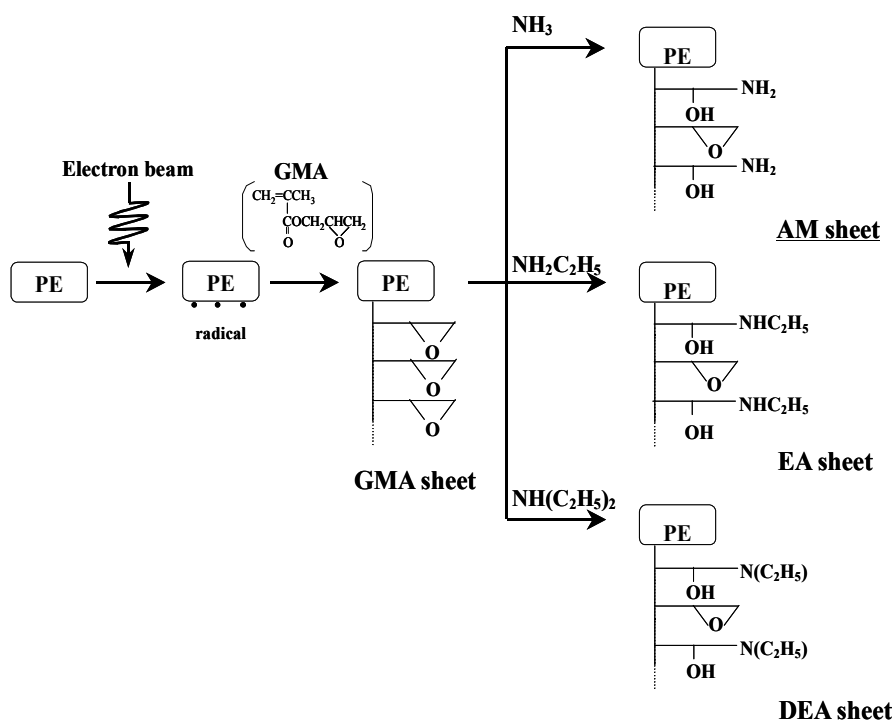 NH₃
PE
NH₂
OH
O
NH₂
OH
AM sheet
Electron beam
GMA
CH₂=CCH₃
COCH₂CHCH₂
O
O
PE
PE
radical
PE
O
O
O
GMA sheet
NH₂C₂H₅
PE
NHC₂H₅
OH
O
NHC₂H₅
OH
EA sheet
NH(C₂H₅)₂
PE
N(C₂H₅)
OH
O
N(C₂H₅)
OH
DEA sheet